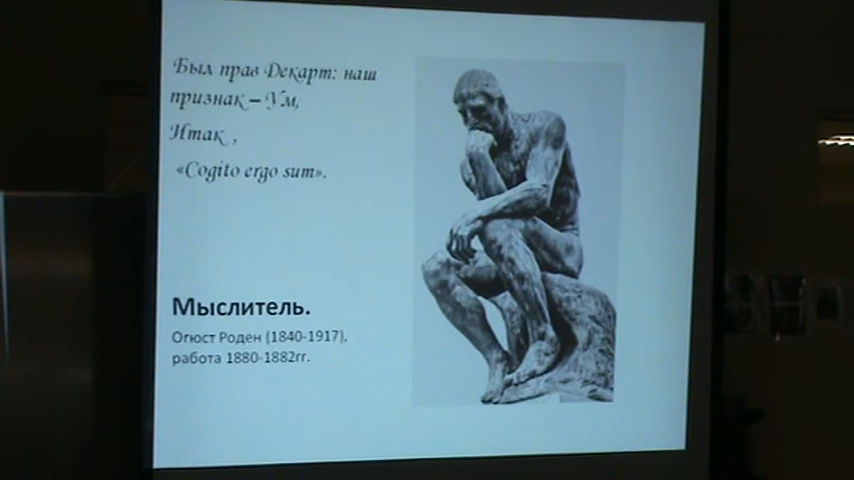 Был прав Декарт: наш
признак – Ум,
Итак ,
«Cogito ergo sum».
Мыслитель.
Огюст Роден (1840-1917),
работа 1880-1882гг.